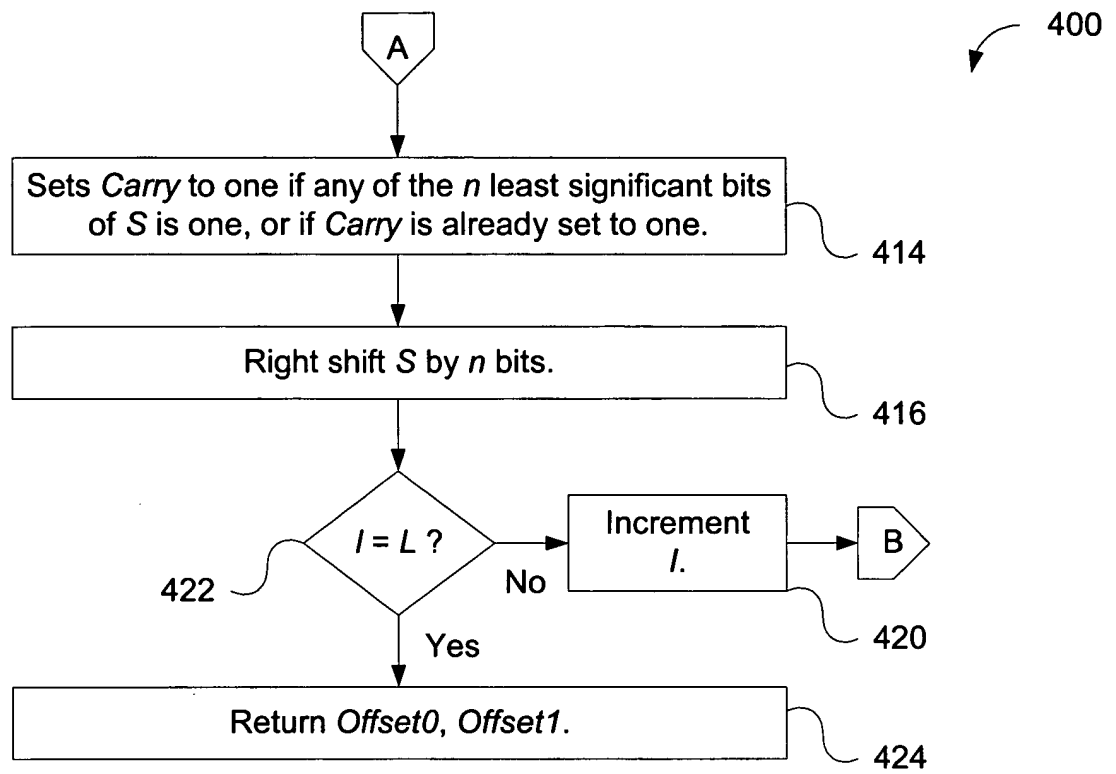 400
A
Sets Carry to one if any of the n least significant bits
of S is one, or if Carry is already set to one.
414
Right shift S by n bits.
416
I = L ?
Increment
I.
B
422
No
420
Yes
Return Offset0, Offset1.
424